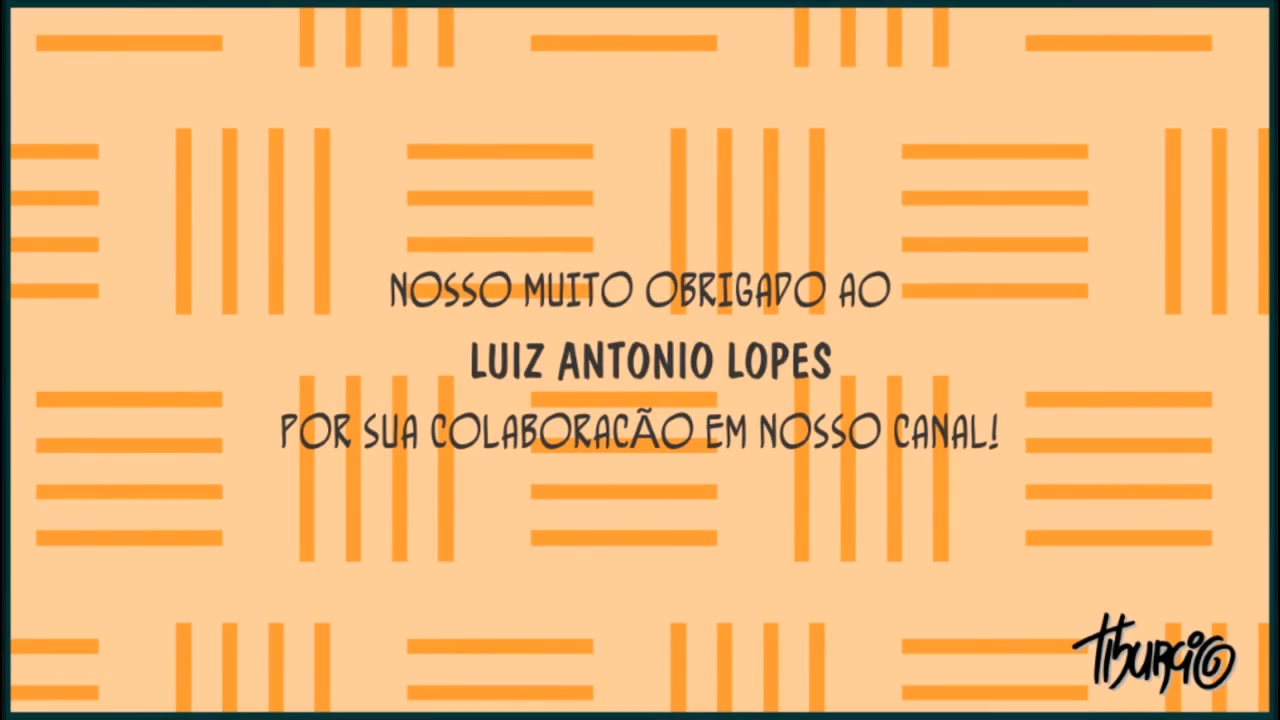 NOSSO MUITO OBRIGADO AO
LUIZ ANTONIO LOPES
POR SUA COLABORACÃO EM NOSSO CANAL!
TIBURCIO